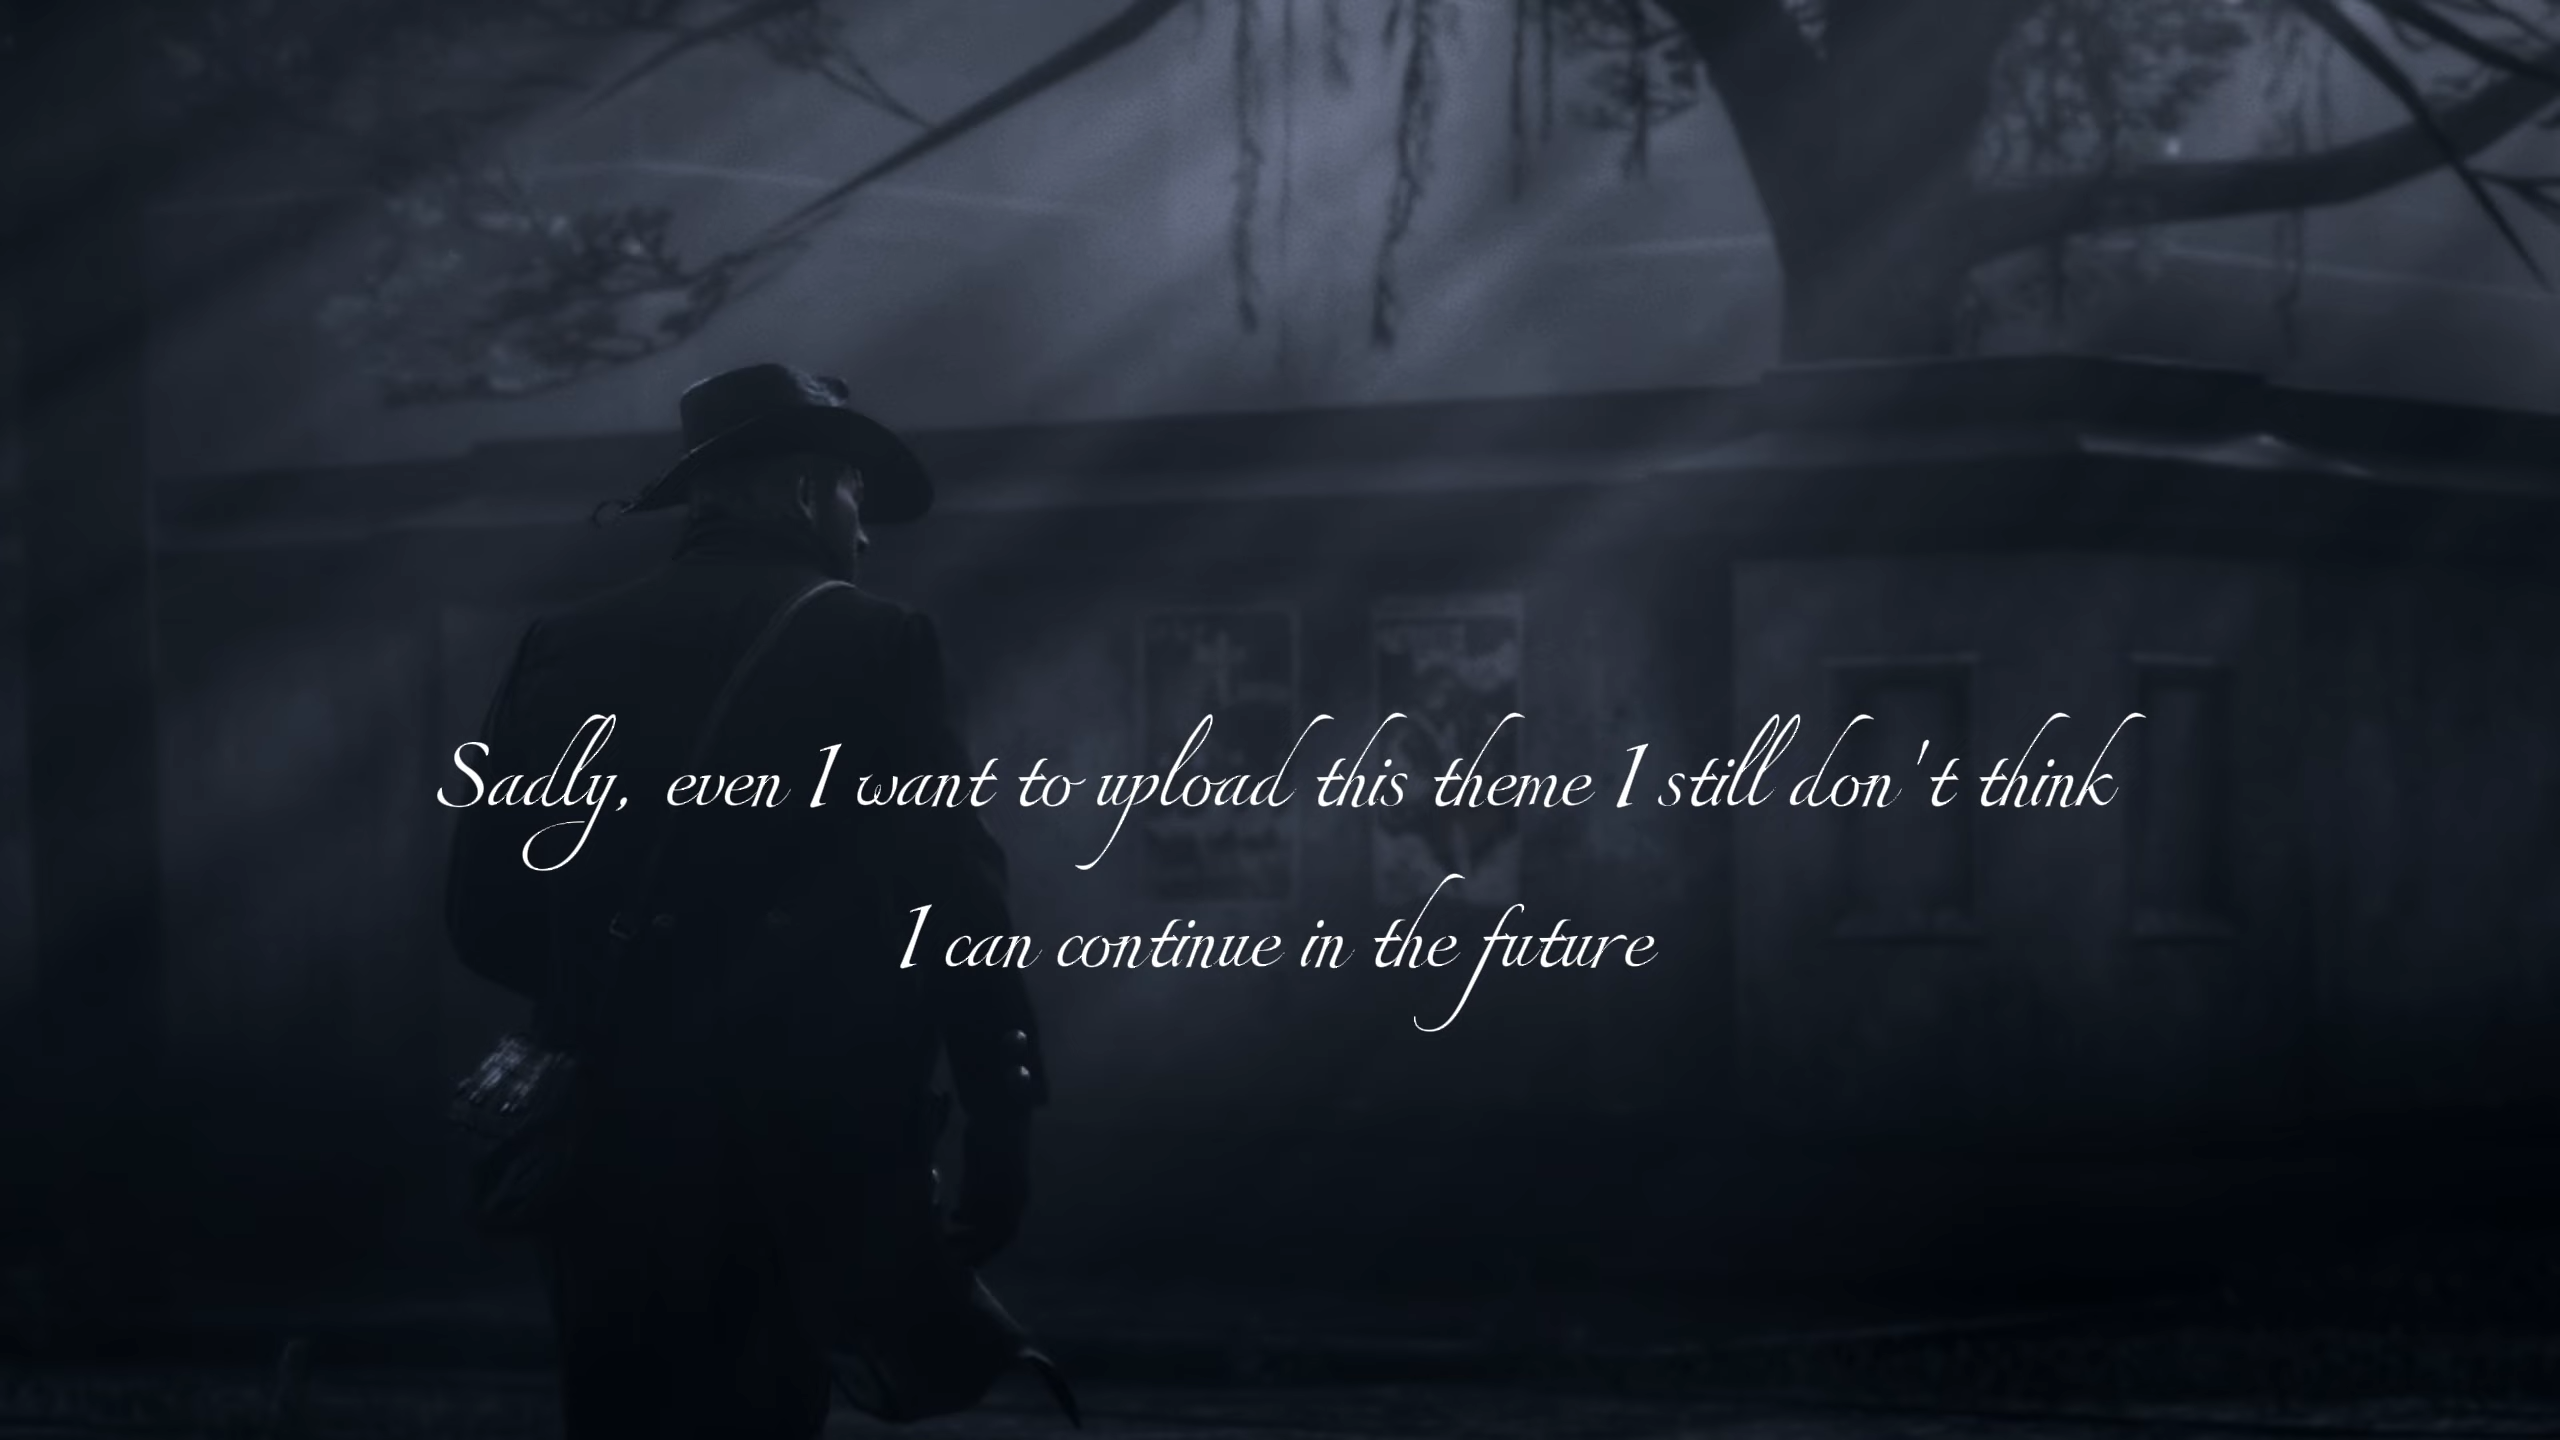 Sadly, even I want to upload this theme I still don't think
I can continue in the future